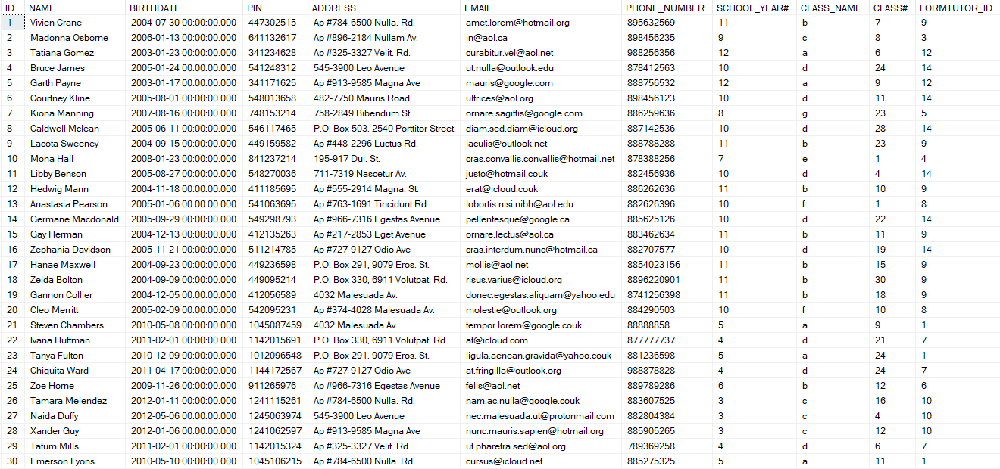 ID NAME BIRTHDATE PIN ADDRESS EMAIL PHONE_NUMBER SCHOOL_YEAR# CLASS_NAME CLASS# FORMTUTOR_ID
1 Vivien Crane 2004-07-30 00:00:00.000 447302515 Ap #784-6500 Nulla. Rd. amet.lorem@hotmail.org 895632569 11 b 7 9
2 Madonna Osborne 2006-01-13 00:00:00.000 641132617 Ap #896-2184 Nullam Av. in@aol.ca 898456235 9 c 8 3
3 Tatiana Gomez 2003-01-23 00:00:00.000 341234628 Ap #325-3327 Velit. Rd. curabitur.vel@aol.net 988256356 12 a 6 12
4 Bruce James 2005-01-24 00:00:00.000 541248312 545-3900 Leo Avenue ut.nulla@outlook.edu 878412563 10 d 24 14
5 Garth Payne 2003-01-17 00:00:00.000 341171625 Ap #913-9585 Magna Ave mauris@google.com 888756532 12 a 9 12
6 Courtney Kline 2005-08-01 00:00:00.000 548013658 482-7750 Mauris Road ultrices@aol.org 898456123 10 d 11 14
7 Kiona Manning 2007-08-16 00:00:00.000 748153214 758-2849 Bibendum St. ornare.sagittis@google.com 886259636 8 g 23 5
8 Caldwell Mclean 2005-06-11 00:00:00.000 546117465 P.O. Box 503, 2540 Porttitor Street diam.sed.diam@icloud.org 887142536 10 d 28 14
9 Lacota Sweeney 2004-09-15 00:00:00.000 449159582 Ap #448-2296 Luctus Rd. iaculis@outlook.net 888788288 11 b 23 9
10 Mona Hall 2008-01-23 00:00:00.000 841237214 195-917 Dui. St. cras.convallis.convallis@hotmail.net 878388256 7 e 1 4
11 Libby Benson 2005-08-27 00:00:00.000 548270036 711-7319 Nascetur Av. justo@hotmail.couk 882456936 10 d 4 14
12 Hedwig Mann 2004-11-18 00:00:00.000 411185695 Ap #555-2914 Magna. St. erat@icloud.couk 886262636 11 b 10 9
13 Anastasia Pearson 2005-01-06 00:00:00.000 541063695 Ap #763-1691 Tincidunt Rd. lobortis.nisi.nibh@aol.edu 882626396 10 f 1 8
14 Germane Macdonald 2005-09-29 00:00:00.000 549298793 Ap #966-7316 Egestas Avenue pellentesque@google.ca 885625126 10 d 22 14
15 Gay Herman 2004-12-13 00:00:00.000 412135263 Ap #217-2853 Eget Avenue ornare.lectus@aol.ca 883462634 11 b 11 9
16 Zephania Davidson 2005-11-21 00:00:00.000 511214785 Ap #727-9127 Odio Ave cras.interdum.nunc@hotmail.ca 882707577 10 d 19 14
17 Hanae Maxwell 2004-09-23 00:00:00.000 449236598 P.O. Box 291, 9079 Eros. St. mollis@aol.net 8854023156 11 b 15 9
18 Zelda Bolton 2004-09-09 00:00:00.000 449095214 P.O. Box 330, 6911 Volutpat. Rd. risus.varius@icloud.org 8896220901 11 b 30 9
19 Gannon Collier 2004-12-05 00:00:00.000 412056589 4032 Malesuada Av. donec.egestas.aliquam@yahoo.edu 8741256398 11 b 18 9
20 Cleo Merritt 2005-02-09 00:00:00.000 542095231 Ap #374-4028 Malesuada Av. molestie@outlook.org 884290503 10 f 10 8
21 Steven Chambers 2010-05-08 00:00:00.000 1045087459 4032 Malesuada Av. tempor.lorem@google.couk 88888858 5 a 9 1
22 Ivana Huffman 2011-02-01 00:00:00.000 1142015691 P.O. Box 330, 6911 Volutpat. Rd. at@icloud.com 877777737 4 d 21 7
23 Tanya Fulton 2010-12-09 00:00:00.000 1012096548 P.O. Box 291, 9079 Eros. St. ligula.aenean.gravida@yahoo.couk 881236598 5 a 24 1
24 Chiquita Ward 2011-04-17 00:00:00.000 1144172567 Ap #727-9127 Odio Ave at.fringilla@outlook.org 988878828 4 d 24 7
25 Zoe Horne 2009-11-26 00:00:00.000 911265976 Ap #966-7316 Egestas Avenue felis@aol.net 889789286 6 b 12 6
26 Tamara Melendez 2012-01-11 00:00:00.000 1241115261 Ap #784-6500 Nulla. Rd. nam.ac.nulla@google.couk 883607525 3 c 16 10
27 Naida Duffy 2012-05-06 00:00:00.000 1245063974 545-3900 Leo Avenue nec.malesuada.ut@protonmail.com 882804384 3 c 4 10
28 Xander Guy 2012-01-06 00:00:00.000 1241062597 Ap #913-9585 Magna Ave nunc.mauris.sapien@hotmail.org 885905265 3 c 12 10
29 Tatum Mills 2011-02-01 00:00:00.000 1142015324 Ap #325-3327 Velit. Rd. ut.pharetra.sed@aol.org 789369258 4 d 6 7
30 Emerson Lyons 2010-05-10 00:00:00.000 1045106215 Ap #784-6500 Nulla. Rd. cursus@icloud.net 885275325 5 a 11 1